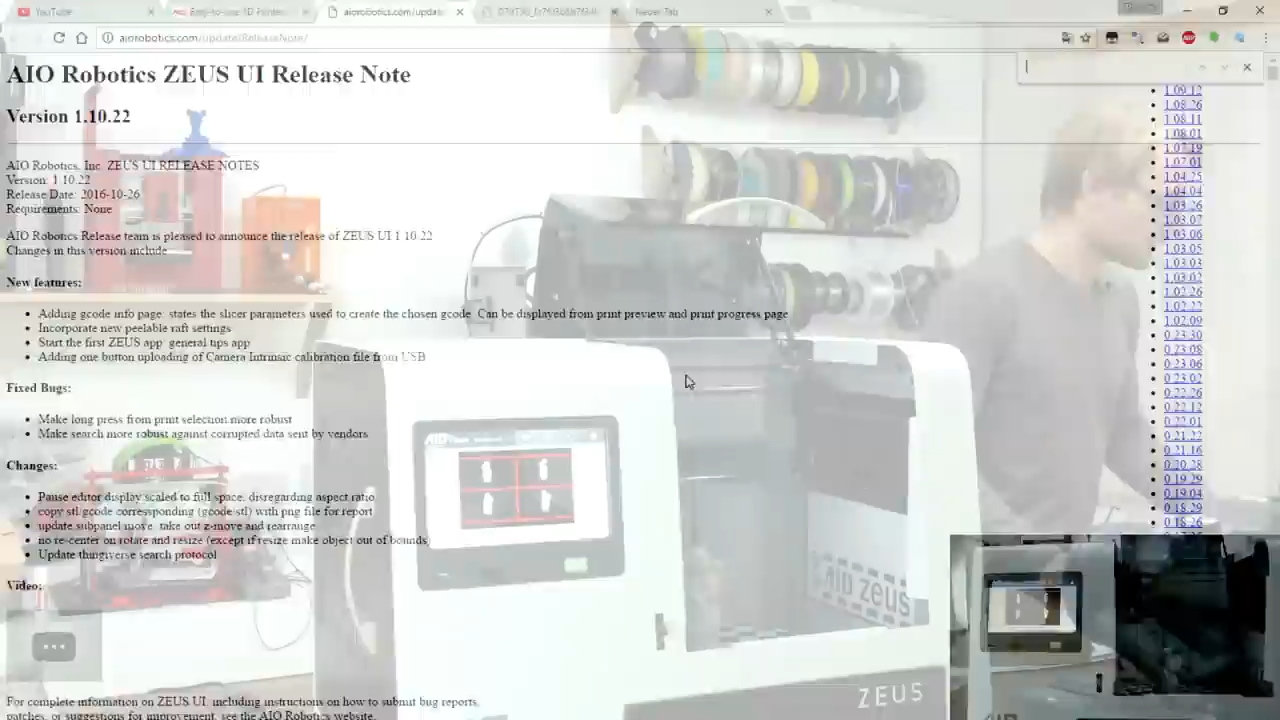 YouTube
aiorobotics.com/upda
Newer Tab
aiorobotics.com/update/ReleaseNote/
AIO Robotics ZEUS UI Release Note
Version 1.10.22
AIO Robotics, Inc. ZEUS UI RELEASE NOTES
Version: 1.10.22
Release Date: 2016-10-26
Requirements: None
AIO Robotics Release team is pleased to announce the release of ZEUS UI 1.10.22
Changes in this version include
New features:
Adding gcode info page: states the slicer parameters used to create the chosen gcode. Can be displayed from print preview and print progress page
Incorporate new peelable raft settings
Start the first ZEUS app: general tips app
Adding one button uploading of Camera Intrinsic calibration file from USB
Fixed Bugs:
Make long press from print selection more robust
Make search more robust against corrupted data sent by vendors
Changes:
Pause editor display scaled to full space, disregarding aspect ratio
copy stl/gcode corressponding (gcode/stl) with png file for report
update subpanel move, take out z-move and rearrange
no re-center on rotate and resize (except if resize make object out of bounds)
Update thingiverse search protocol
Video:
For complete information on ZEUS UI, including instructions on how to submit bug reports,
patches, or suggestions for improvement, see the AIO Robotics website.
1.09.12
1.08.26
1.08.11
1.08.01
1.07.19
1.07.01
1.04.25
1.04.04
1.03.26
1.03.07
1.03.06
1.03.05
1.03.03
1.03.02
1.02.26
1.02.22
1.02.09
0.23.30
0.23.08
0.23.06
0.23.02
0.22.26
0.22.12
0.22.01
0.21.22
0.21.16
0.20.28
0.19.29
0.19.04
0.18.29
0.18.26
AIO
AIO zeus
ZEUS